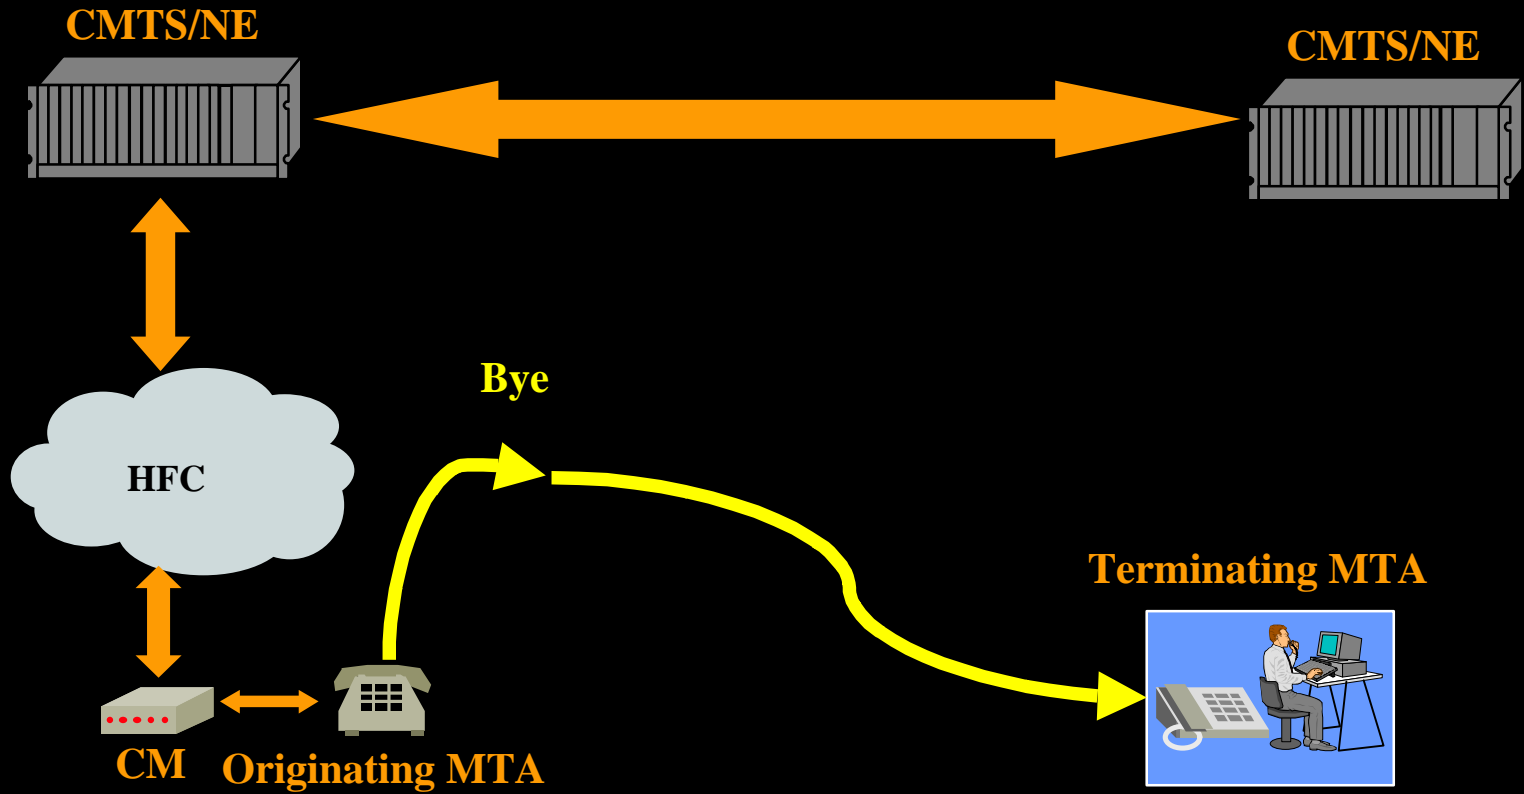 CMTS/NE
CMTS/NE
Bye
HFC
Terminating MTA
CM
Originating MTA